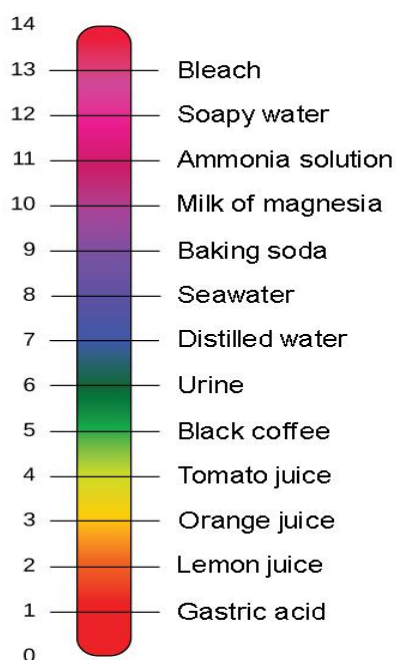 14
13 Bleach
12 Soapy water
11 Ammonia solution
10 Milk of magnesia
9 Baking soda
8 Seawater
7 Distilled water
6 Urine
5 Black coffee
4 Tomato juice
3 Orange juice
2 Lemon juice
1 Gastric acid
0